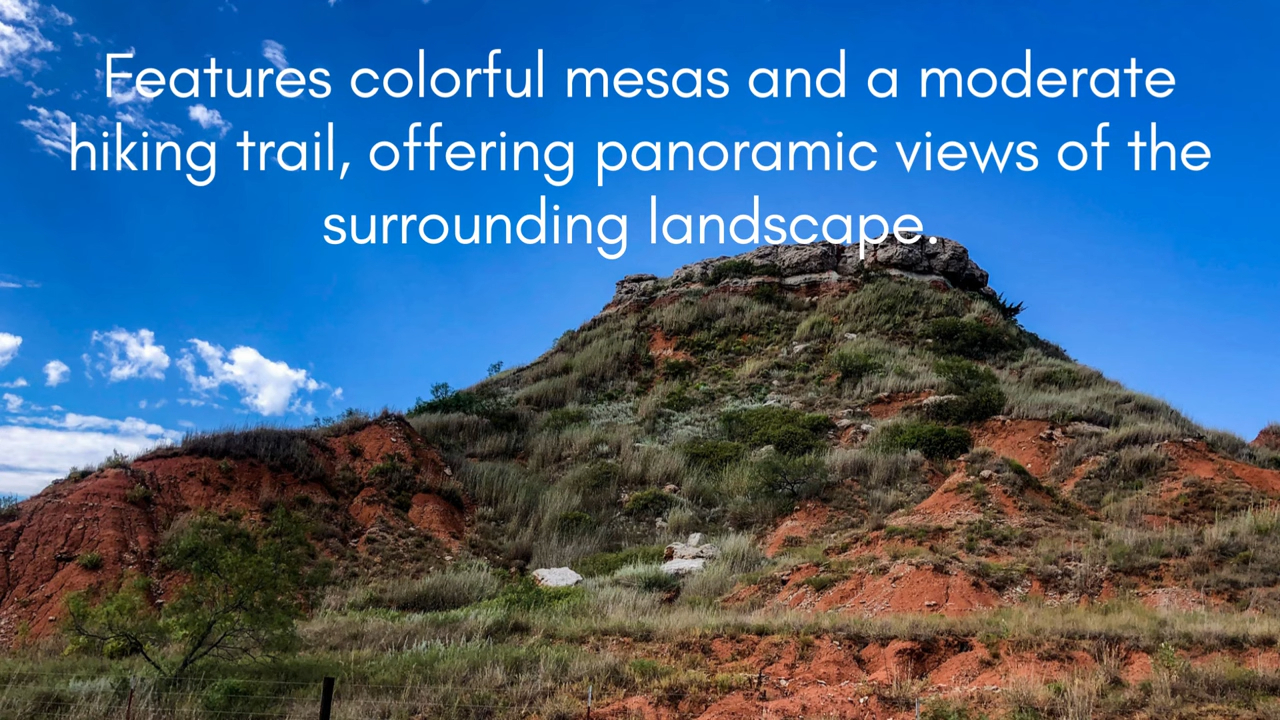 Features colorful mesas and a moderate
hiking trail, offering panoramic views of the
surrounding landscape.